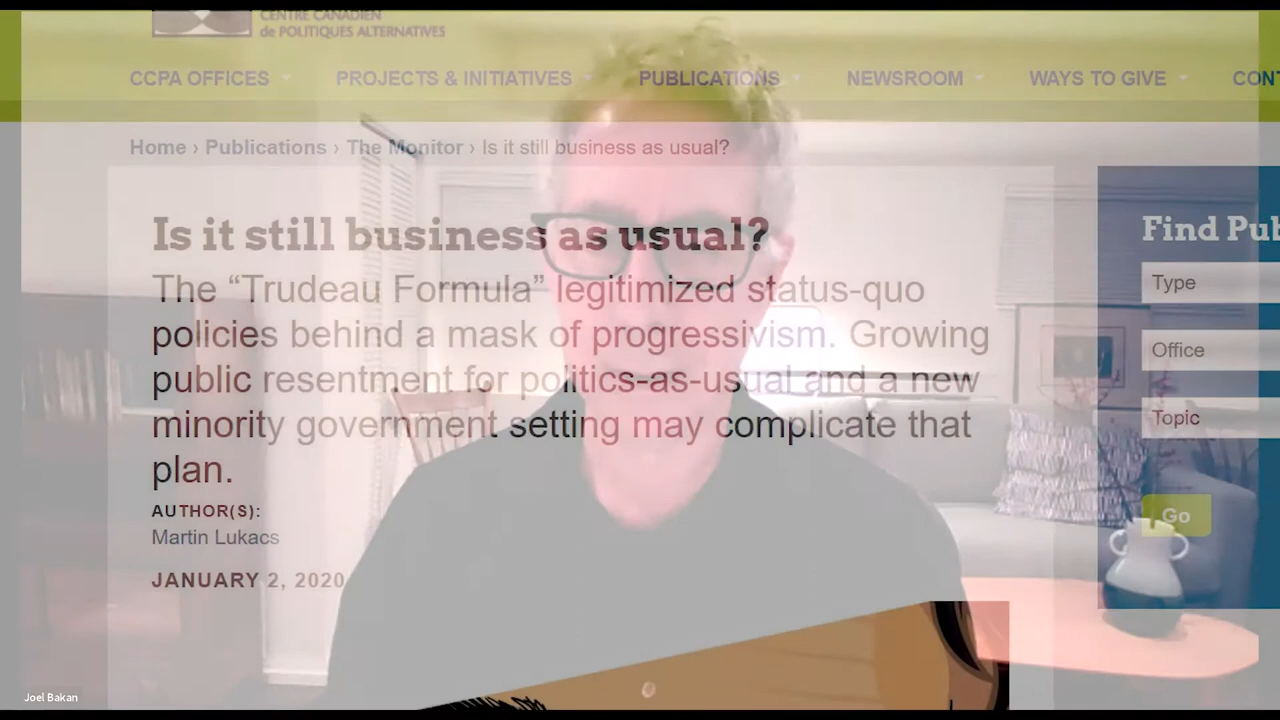 CENTRE CANADIEN
de POLITIQUES ALTERNATIVES
CCPA OFFICES PROJECTS & INITIATIVES PUBLICATIONS NEWSROOM WAYS TO GIVE CONT
Home › Publications › The Monitor › Is it still business as usual?
Is it still business as usual?
The “Trudeau Formula” legitimized status-quo
policies behind a mask of progressivism. Growing
public resentment for politics-as-usual and a new
minority government setting may complicate that
plan.
AUTHOR(S):
Martin Lukacs
JANUARY 2, 2020
Find Pub
Type
Office
Topic
Go
Joel Bakan